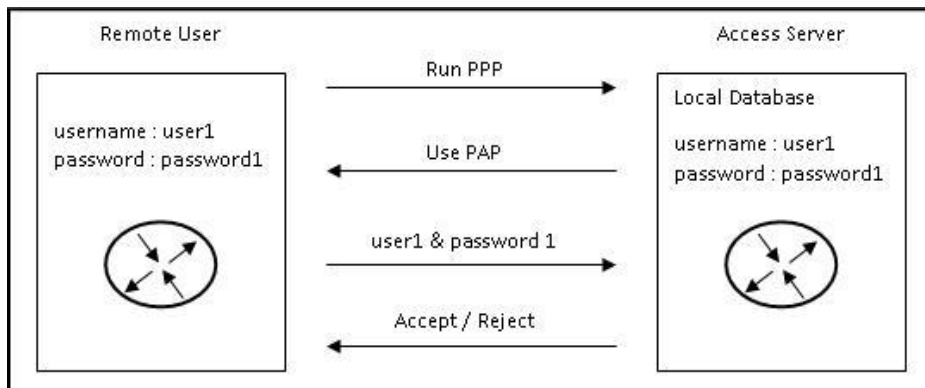 Remote User
Access Server
Run PPP
Local Database
username : user1
password : password1
username : user1
password : password1
Use PAP
user1 & password 1
Accept / Reject